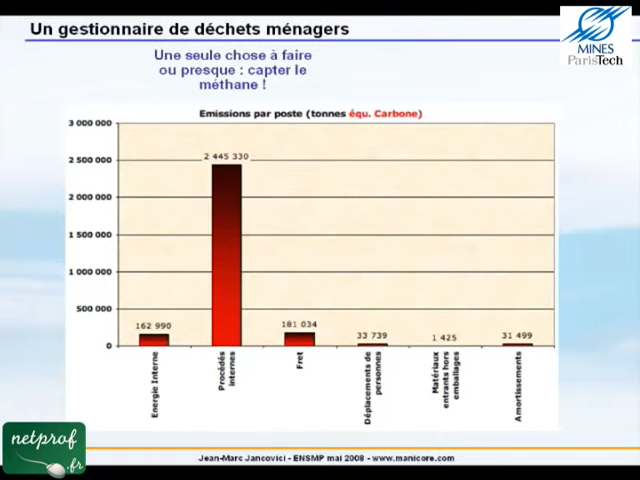 Un gestionnaire de déchets ménagers
MINES
ParisTech
Une seule chose à faire
ou presque : capter le
méthane !
Emissions par poste (tonnes équ. Carbone)
3 000 000
2 500 000
2 000 000
1 500 000
1 000 000
500 000
0
162 990
2 445 330
181 034
33 739
1 425
31 499
Energie Interne
Procédés
internes
Fret
Déplacements de
personnes
Matériaux
entrants hors
emballages
Amortissements
netprof
.fr
Jean-Marc Jancovici - ENSMP mai 2008 - www.manicore.com